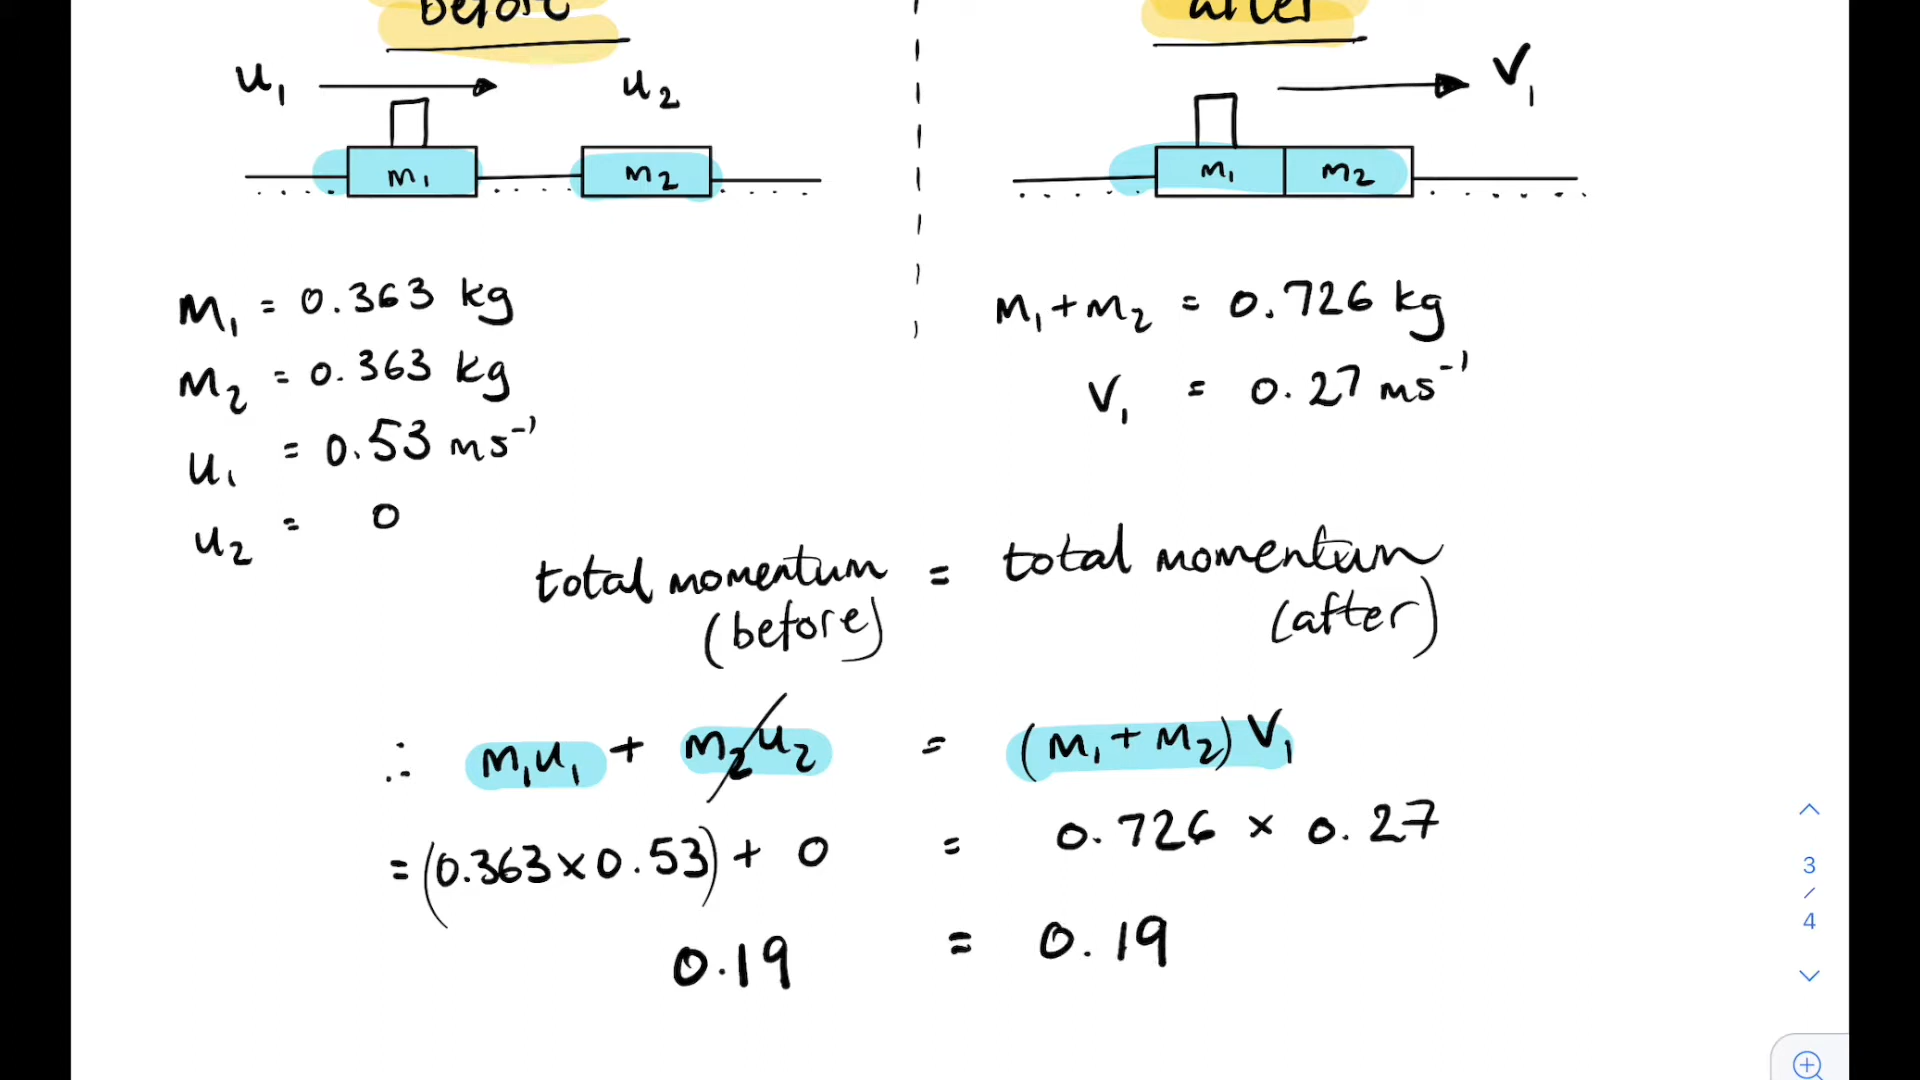 before
after
u₁
u₂
v₁
m₁
m₂
m₁
m₂
m₁ = 0.363 kg
m₂ = 0.363 kg
u₁ = 0.53 ms⁻¹
u₂ = 0
m₁+m₂ = 0.726 kg
v₁ = 0.27 ms⁻¹
total momentum (before) = total momentum (after)
∴ m₁u₁ + m₂u₂ = (m₁+m₂)v₁
=(0.363×0.53) + 0 = 0.726 × 0.27
0.19 = 0.19
3
/
4